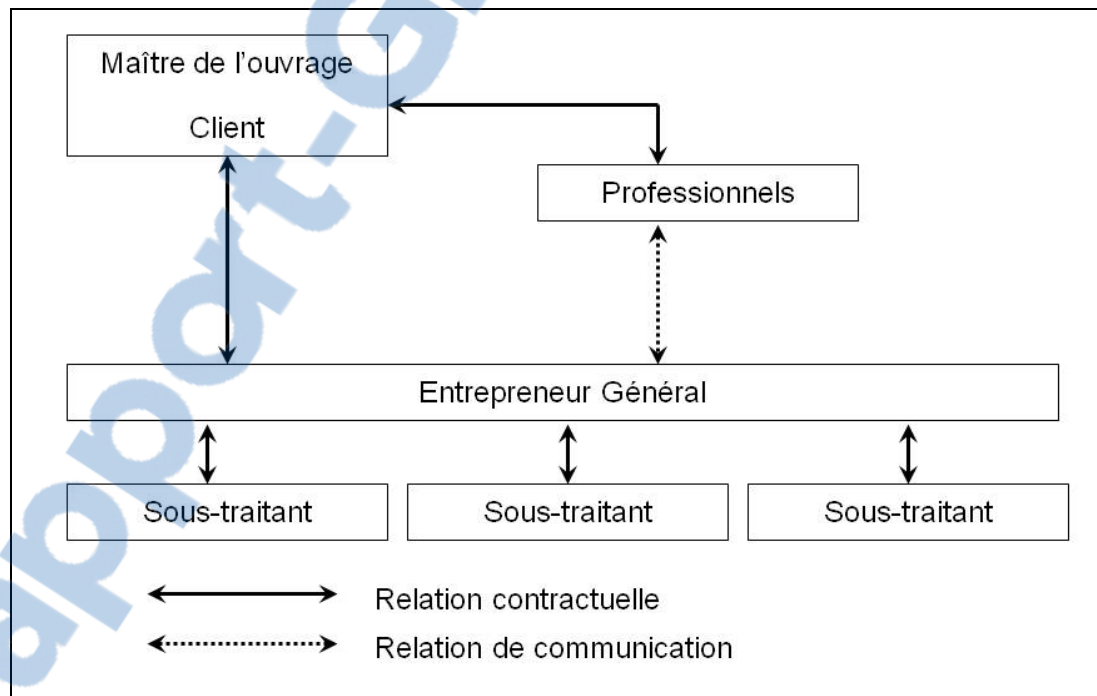 Maître de l’ouvrage
Client
Professionnels
Entrepreneur Général
Sous-traitant
Sous-traitant
Sous-traitant
Relation contractuelle
Relation de communication